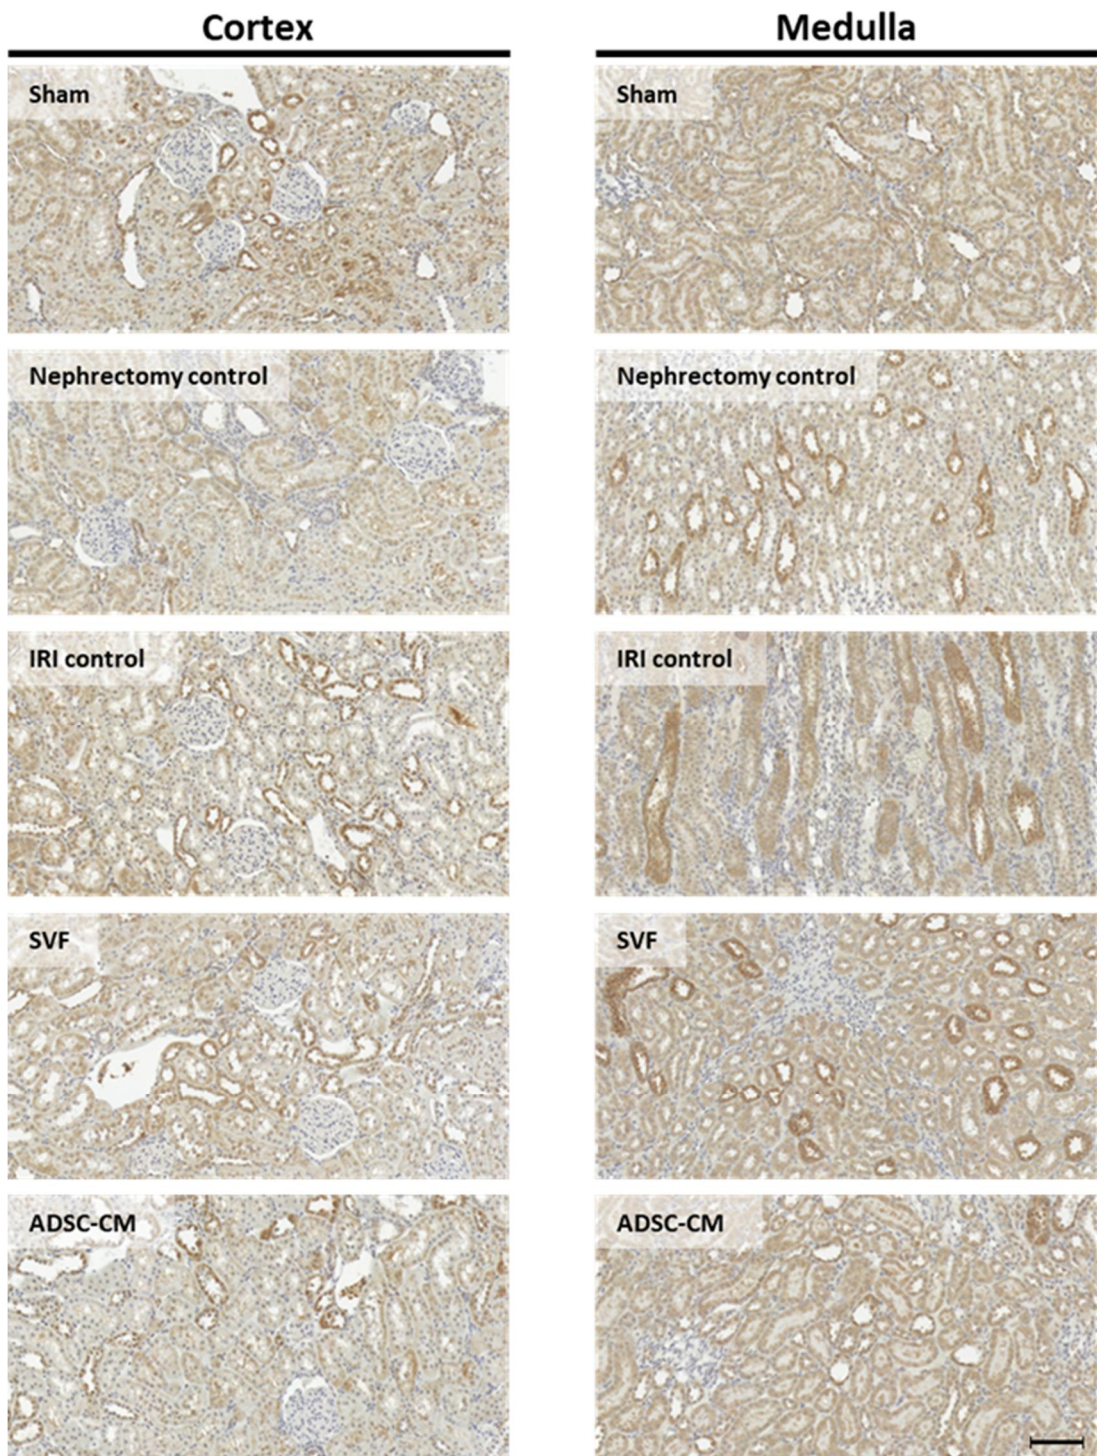 Cortex
Medulla
Sham
Sham
Nephrectomy control
Nephrectomy control
IRI control
IRI control
SVF
SVF
ADSC-CM
ADSC-CM